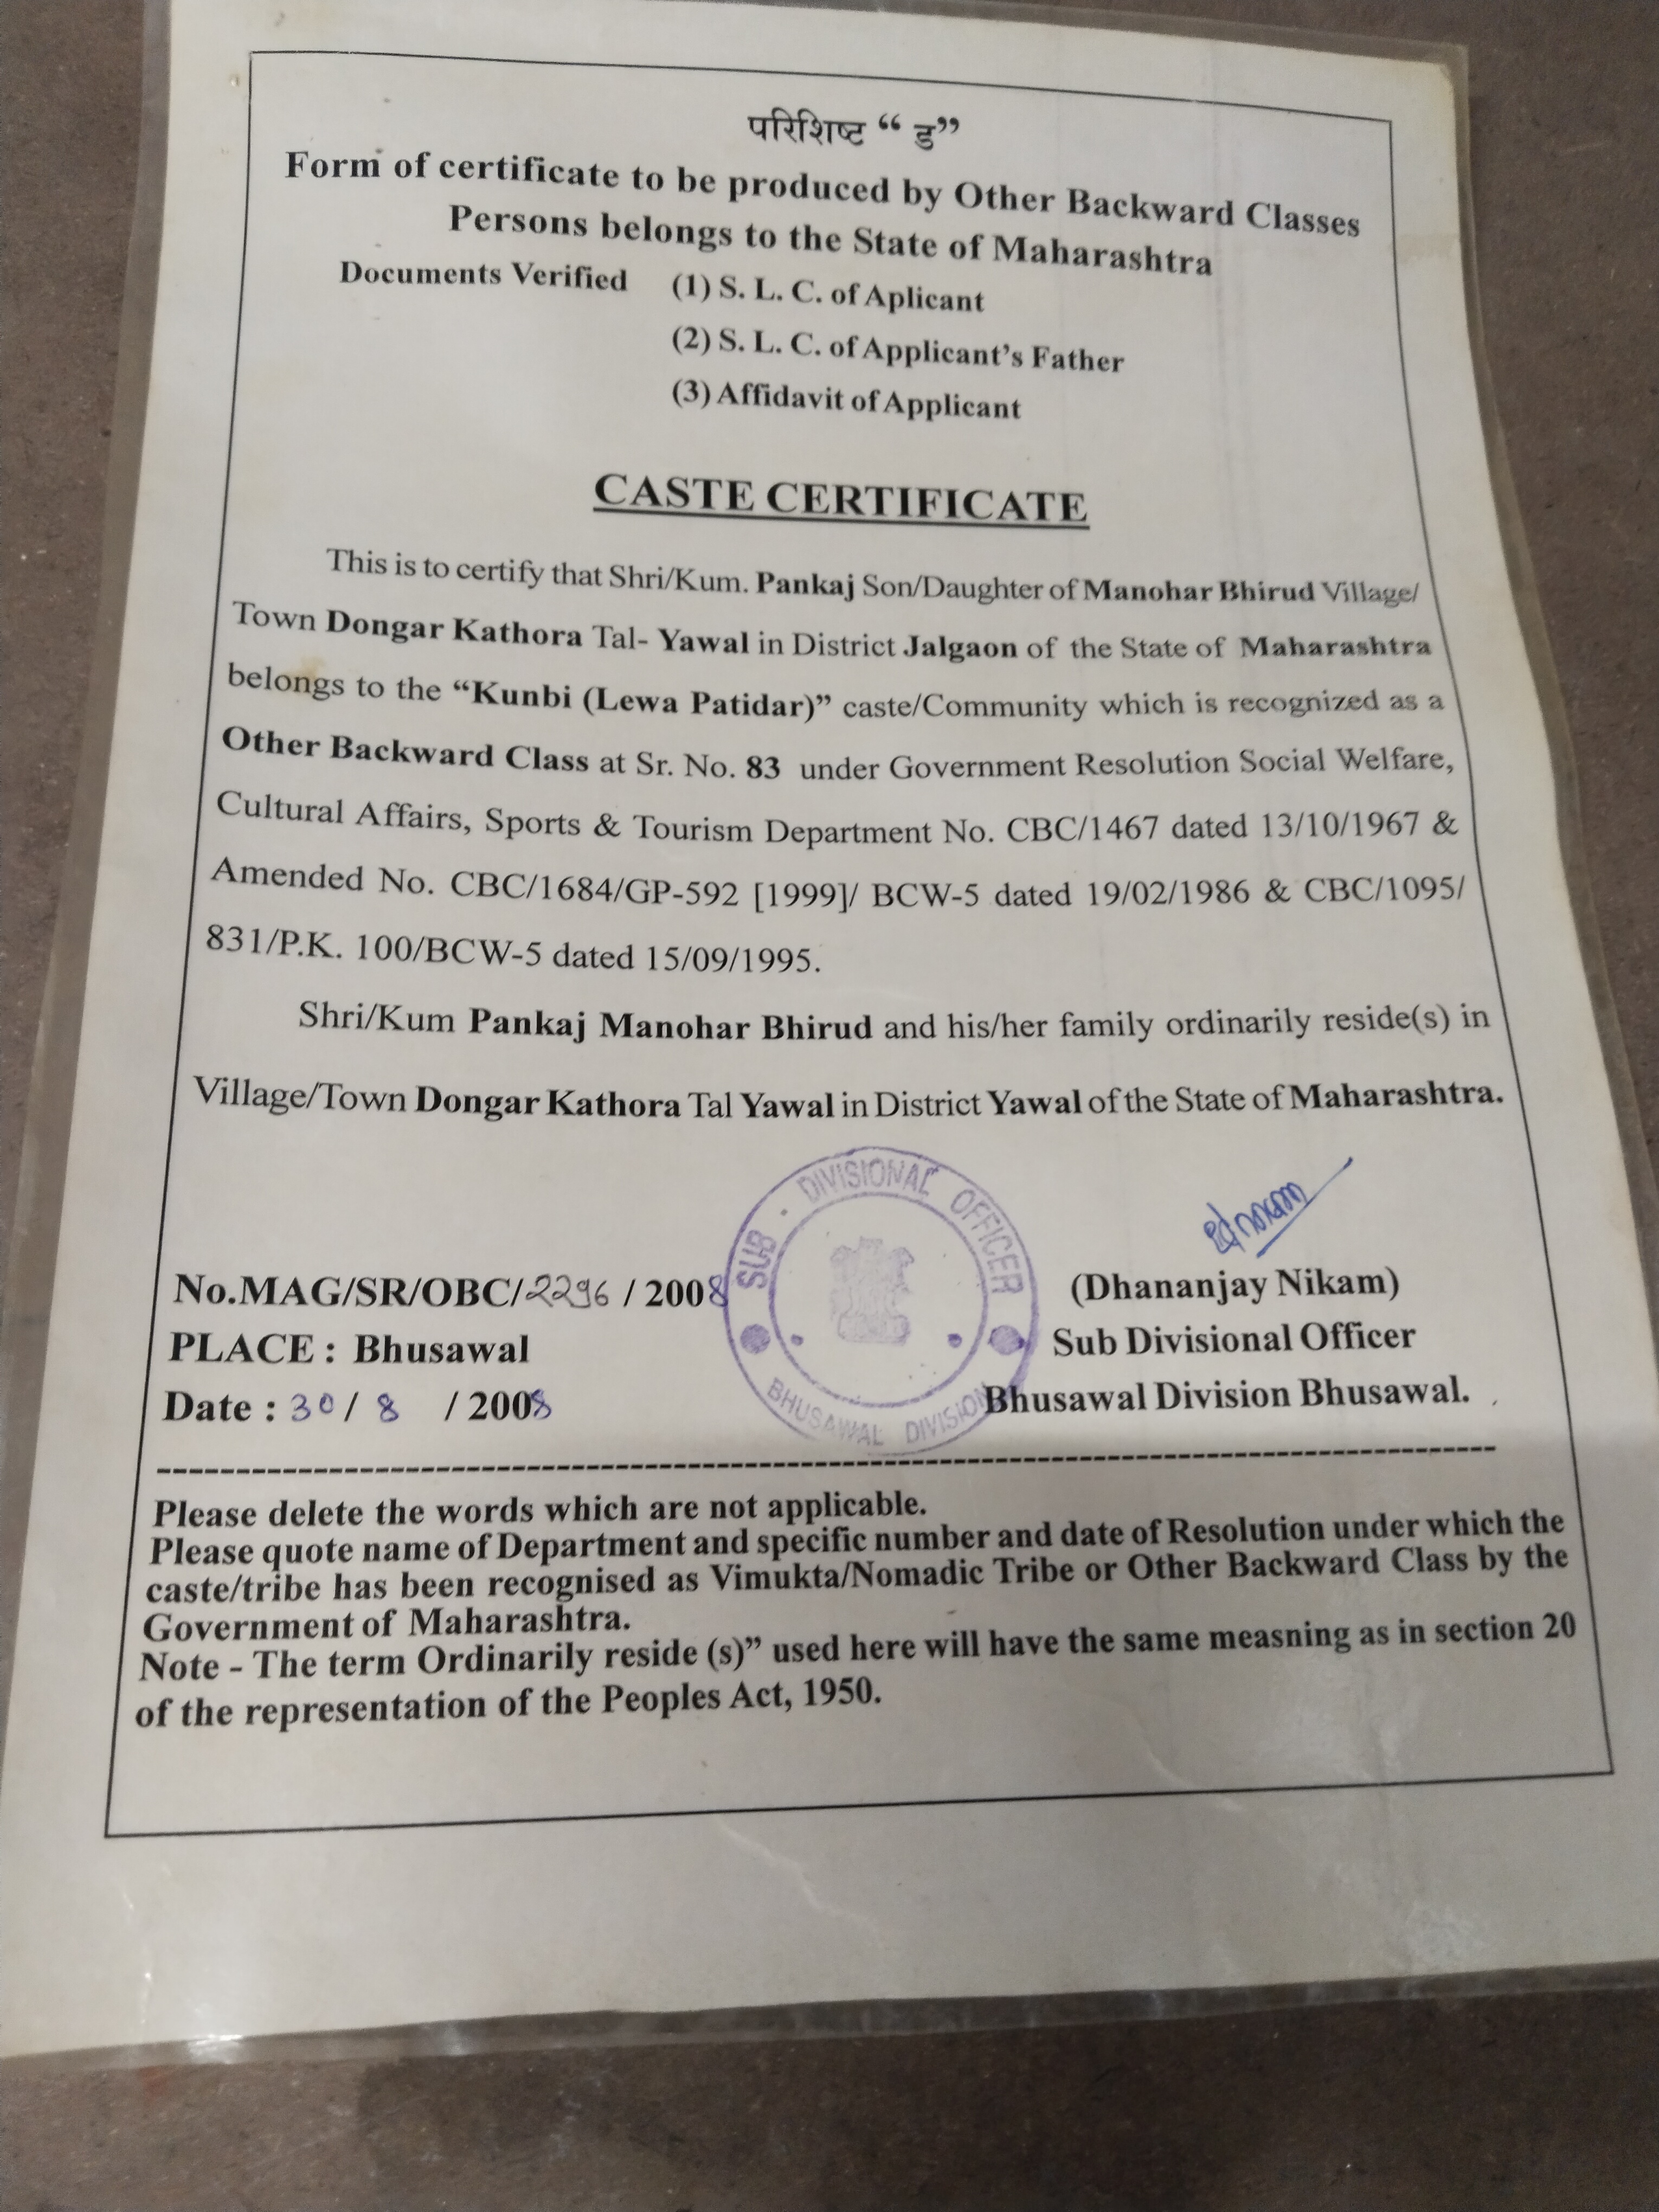 परिशिष्ट “ ड”
Form of certificate to be produced by Other Backward Classes
Persons belongs to the State of Maharashtra
Documents Verified (1) S. L. C. of Aplicant
(2) S. L. C. of Applicant’s Father
(3) Affidavit of Applicant
CASTE CERTIFICATE
This is to certify that Shri/Kum. Pankaj Son/Daughter of Manohar Bhirud Village/
Town Dongar Kathora Tal- Yawal in District Jalgaon of the State of Maharashtra
belongs to the “Kunbi (Lewa Patidar)” caste/Community which is recognized as a
Other Backward Class at Sr. No. 83 under Government Resolution Social Welfare,
Cultural Affairs, Sports & Tourism Department No. CBC/1467 dated 13/10/1967 &
Amended No. CBC/1684/GP-592 [1999]/ BCW-5 dated 19/02/1986 & CBC/1095/
831/P.K. 100/BCW-5 dated 15/09/1995.
Shri/Kum Pankaj Manohar Bhirud and his/her family ordinarily reside(s) in
Village/Town Dongar Kathora Tal Yawal in District Yawal of the State of Maharashtra.
SUB - DIVISIONAL OFFICER
BHUSAWAL DIVISION
No.MAG/SR/OBC/2296 / 2008
PLACE : Bhusawal
Date : 30/ 8 / 2008
(Dhananjay Nikam)
Sub Divisional Officer
Bhusawal Division Bhusawal.
Please delete the words which are not applicable.
Please quote name of Department and specific number and date of Resolution under which the
caste/tribe has been recognised as Vimukta/Nomadic Tribe or Other Backward Class by the
Government of Maharashtra.
Note - The term Ordinarily reside (s)” used here will have the same measning as in section 20
of the representation of the Peoples Act, 1950.